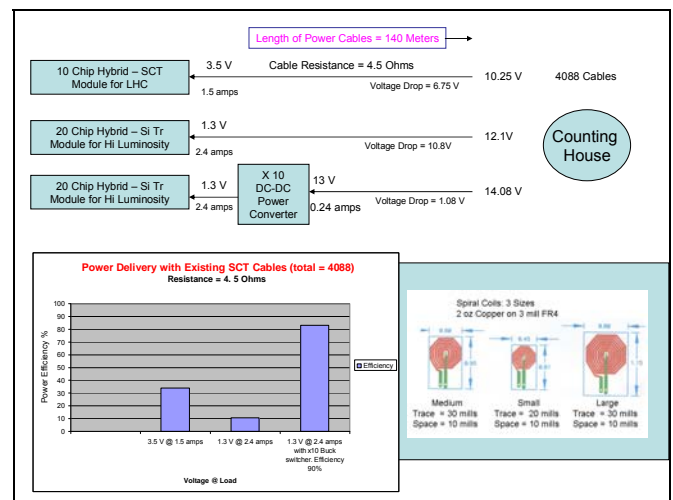 Length of Power Cables = 140 Meters
10 Chip Hybrid – SCT
Module for LHC
3.5 V
1.5 amps
Cable Resistance = 4.5 Ohms
Voltage Drop = 6.75 V
10.25 V
4088 Cables
20 Chip Hybrid – Si Tr
Module for Hi Luminosity
1.3 V
2.4 amps
Voltage Drop = 10.8V
12.1V
Counting
House
20 Chip Hybrid – Si Tr
Module for Hi Luminosity
1.3 V
2.4 amps
X 10
DC-DC
Power
Converter
13 V
0.24 amps
Voltage Drop = 1.08 V
14.08 V
Power Delivery with Existing SCT Cables (total = 4088)
Resistance = 4. 5 Ohms
Power Efficiency %
100
90
80
70
60
50
40
30
20
10
0
3.5 V @ 1.5 amps
1.3 V @ 2.4 amps
1.3 V @ 2.4 amps
with x10 Buck
switcher. Efficiency
90%
Voltage @ Load
Efficiency
Spiral Coils: 3 Sizes
2 oz Copper on 3 mill FR4
Medium
Trace = 30 mills
Space = 10 mills
Small
Trace = 20 mills
Space = 10 mills
Large
Trace = 30 mills
Space = 10 mills